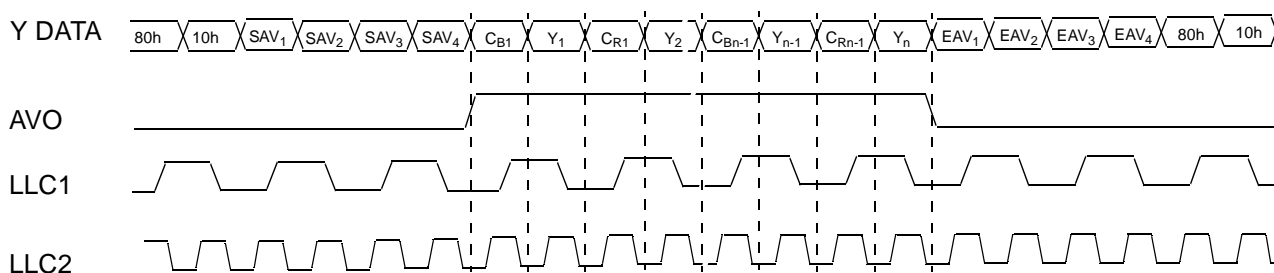 Y DATA 80h 10h SAV1 SAV2 SAV3 SAV4 CB1 Y1 CR1 Y2 CBn-1 Yn-1 CRn-1 Yn EAV1 EAV2 EAV3 EAV4 80h 10h
AVO
LLC1
LLC2